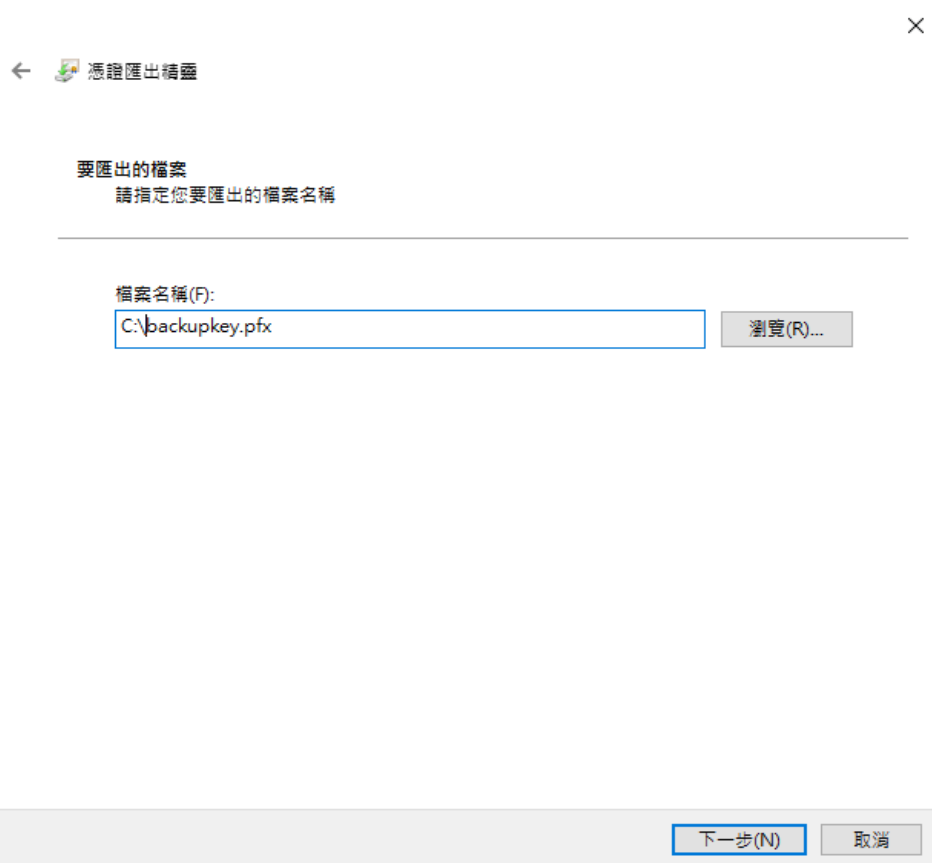 憑證匯出精靈
要匯出的檔案
請指定您要匯出的檔案名稱
檔案名稱(F):
C:\backupkey.pfx
瀏覽(R)...
下一步(N)
取消